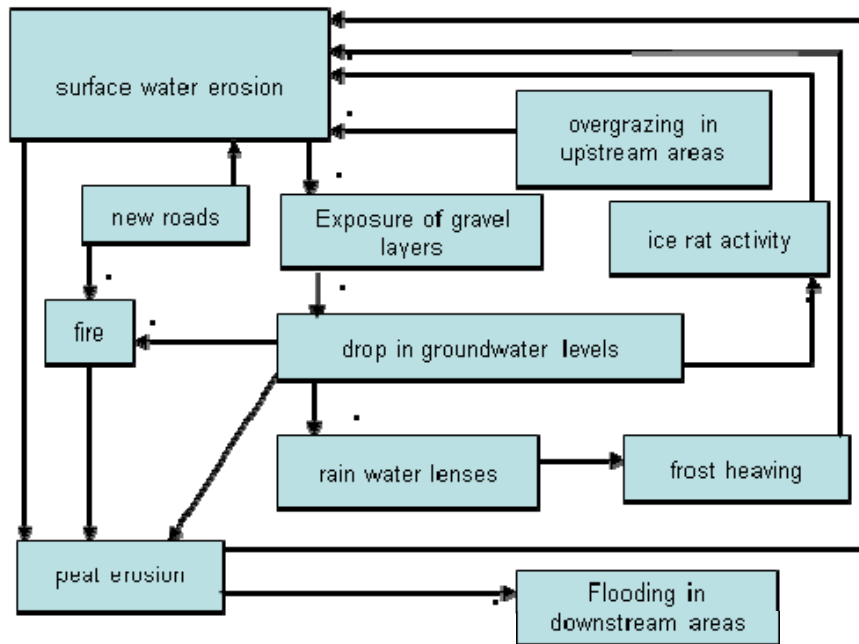 surface water erosion
overgrazing in
upstream areas
new roads
Exposure of gravel
layers
ice rat activity
fire
drop in groundwater levels
rain water lenses
frost heaving
peat erosion
Flooding in
downstream areas